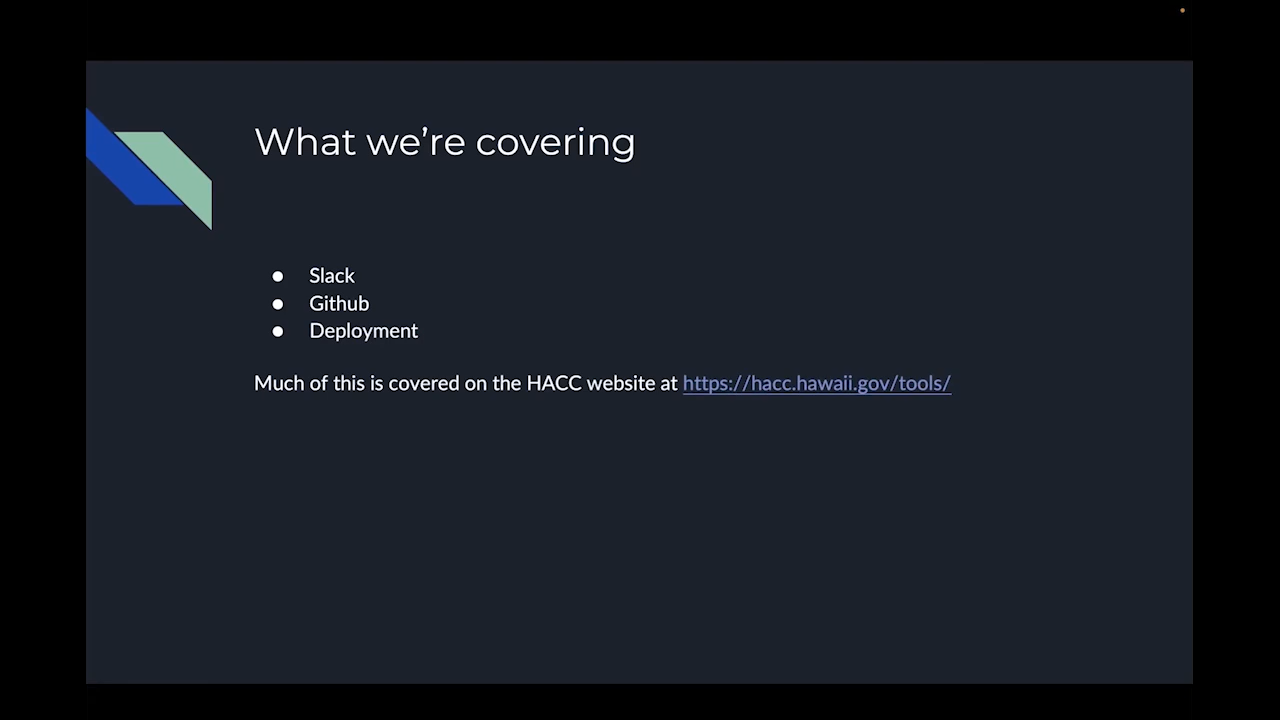 What we’re covering
● Slack
● Github
● Deployment
Much of this is covered on the HACC website at https://hacc.hawaii.gov/tools/